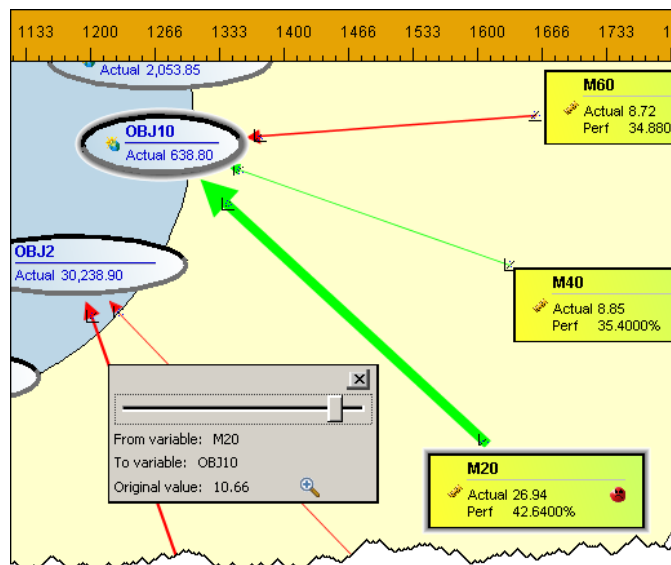 1133 1200 1266 1333 1400 1466 1533 1600 1666 1733
Actual 2,053.85
M60
Actual 8.72
Perf 34.880
OBJ10
Actual 638.80
OBJ2
Actual 30,238.90
M40
Actual 8.85
Perf 35.4000%
From variable: M20
To variable: OBJ10
Original value: 10.66
M20
Actual 26.94
Perf 42.6400%